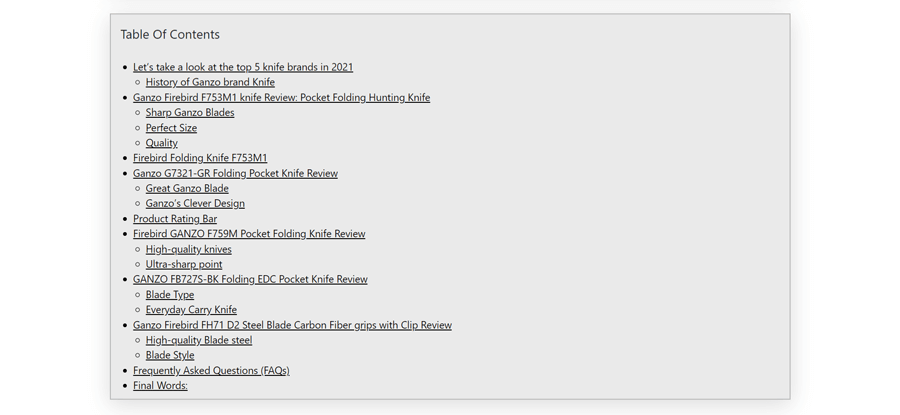 Table Of Contents
Let's take a look at the top 5 knife brands in 2021
History of Ganzo brand Knife
Ganzo Firebird F753M1 knife Review: Pocket Folding Hunting Knife
Sharp Ganzo Blades
Perfect Size
Quality
Firebird Folding Knife F753M1
Ganzo G7321-GR Folding Pocket Knife Review
Great Ganzo Blade
Ganzo's Clever Design
Product Rating Bar
Firebird GANZO F759M Pocket Folding Knife Review
High-quality knives
Ultra-sharp point
GANZO FB727S-BK Folding EDC Pocket Knife Review
Blade Type
Everyday Carry Knife
Ganzo Firebird FH71 D2 Steel Blade Carbon Fiber grips with Clip Review
High-quality Blade steel
Blade Style
Frequently Asked Questions (FAQs)
Final Words: